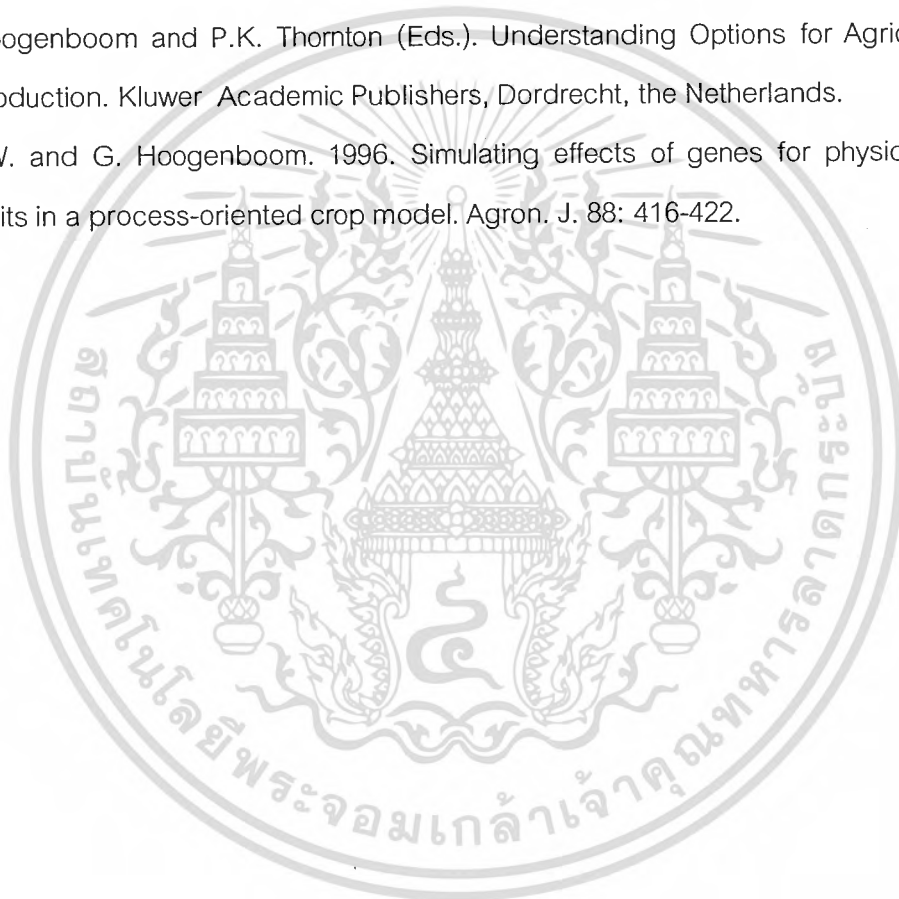 ogenboom and P.K. Thornton (Eds.). Understanding Options for Agric
oduction. Kluwer Academic Publishers, Dordrecht, the Netherlands.
V. and G. Hoogenboom. 1996. Simulating effects of genes for physio
its in a process-oriented crop model. Agron. J. 88: 416-422.
สถาบันเทคโนโลยีพระจอมเกล้าเจ้าคุณทหารลาดกระบัง
๔